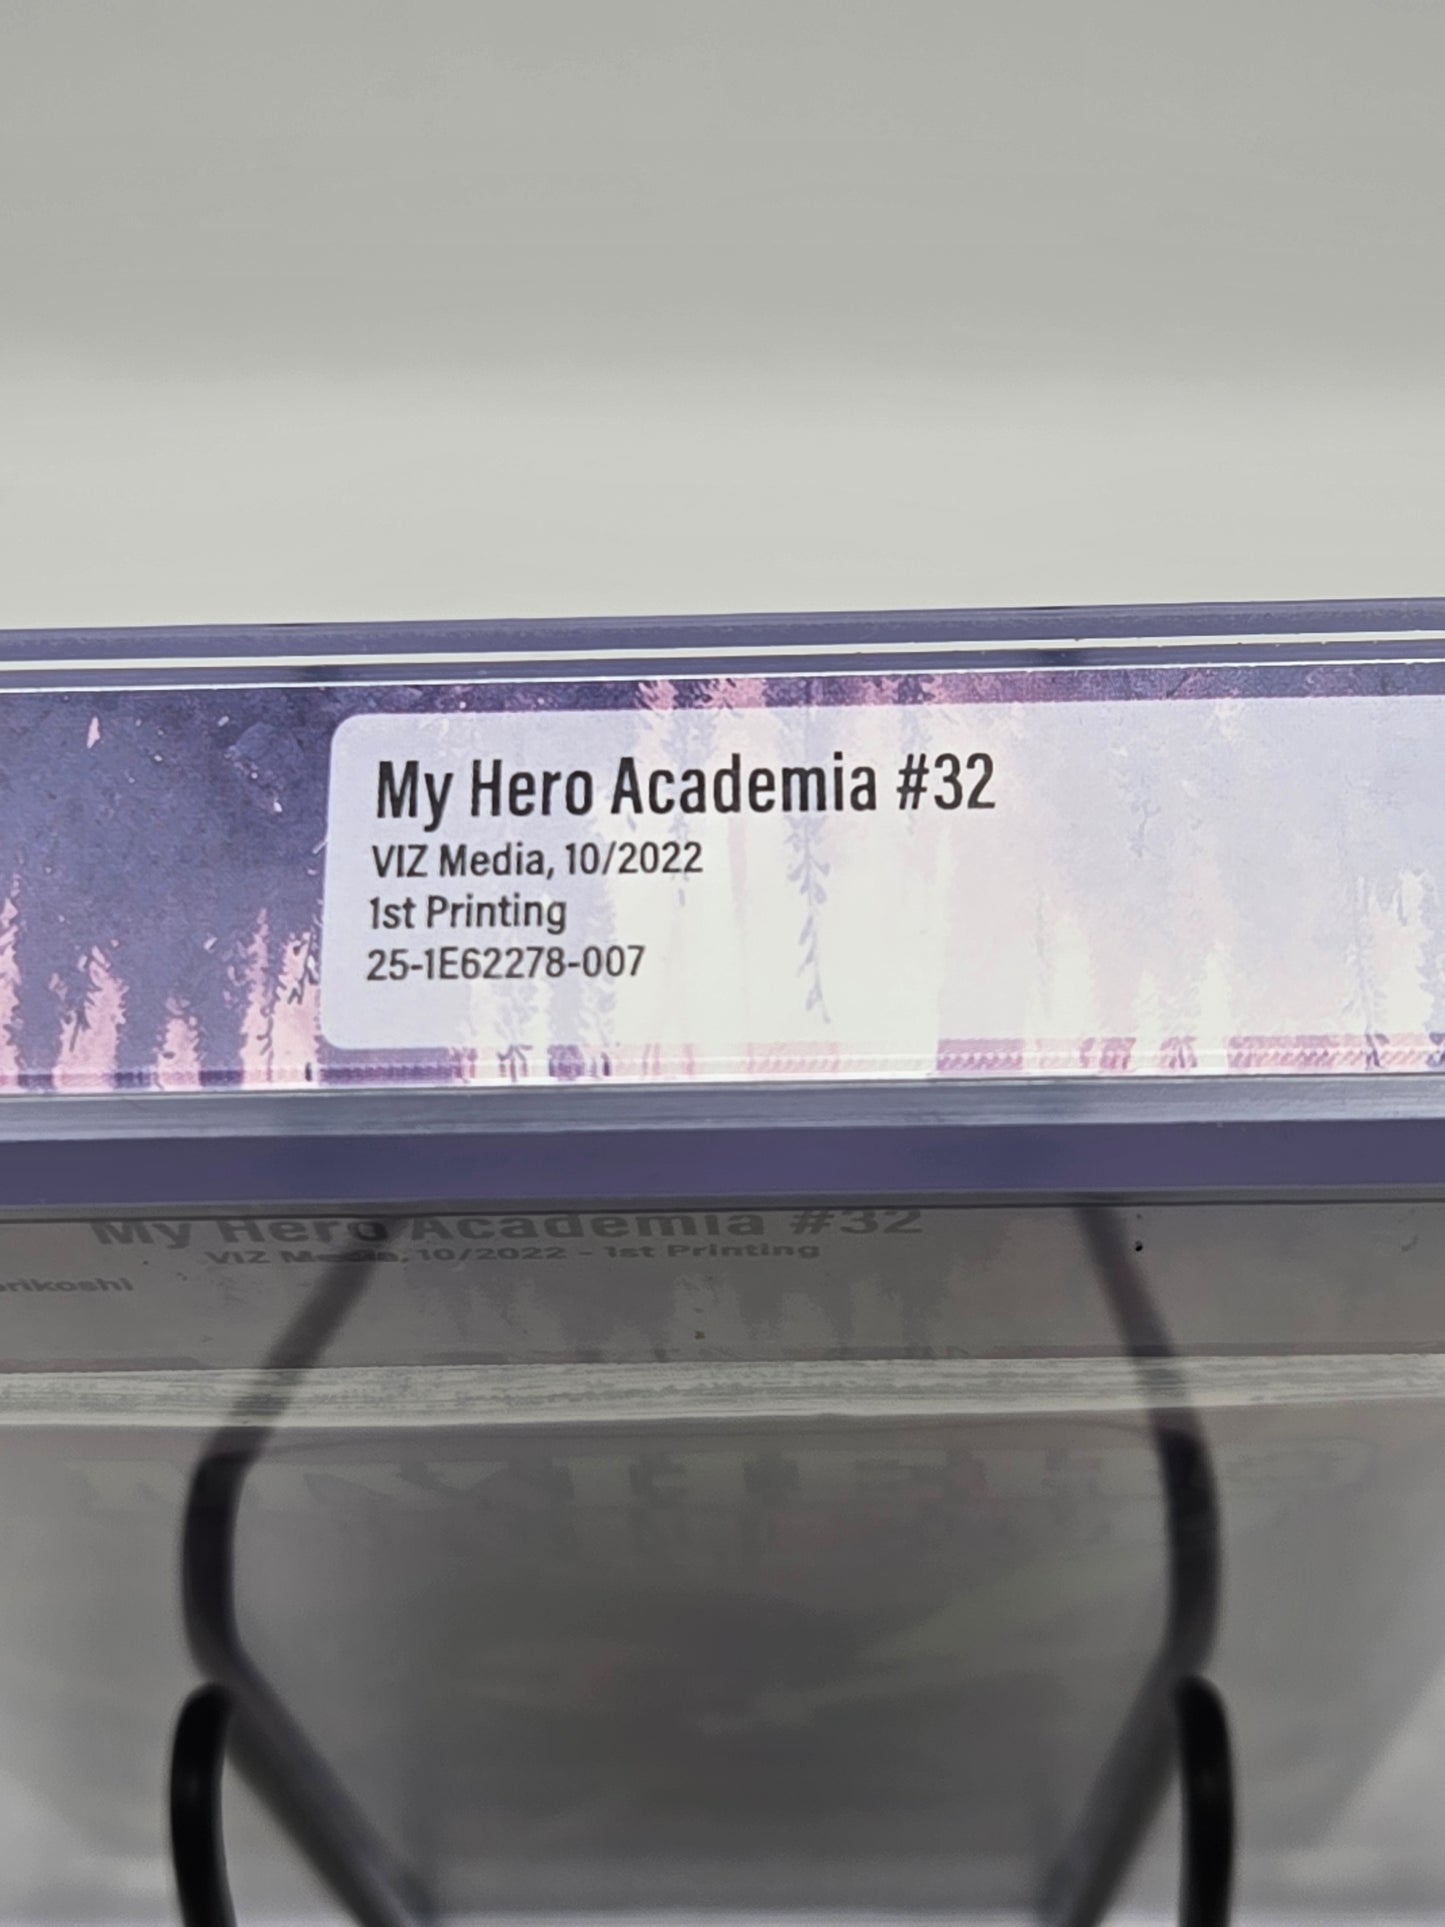 My Hero Academia #32
VIZ Media, 10/2022
1st Printing
25-1E62278-007
My Hero Academia #32
VIZ Media, 10/2022 - 1st Printing